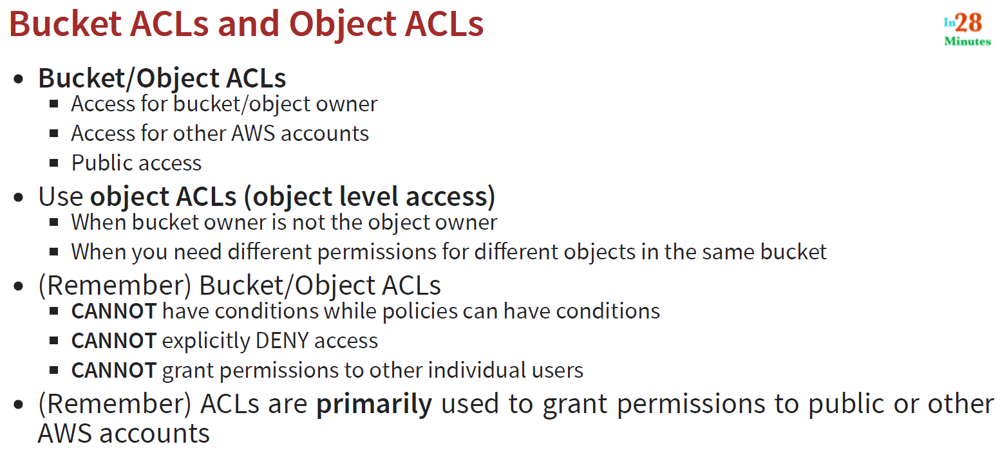 Bucket ACLs and Object ACLs
In28
Minutes
• Bucket/Object ACLs
▪ Access for bucket/object owner
▪ Access for other AWS accounts
▪ Public access
• Use object ACLs (object level access)
▪ When bucket owner is not the object owner
▪ When you need different permissions for different objects in the same bucket
• (Remember) Bucket/Object ACLs
▪ CANNOT have conditions while policies can have conditions
▪ CANNOT explicitly DENY access
▪ CANNOT grant permissions to other individual users
• (Remember) ACLs are primarily used to grant permissions to public or other
AWS accounts